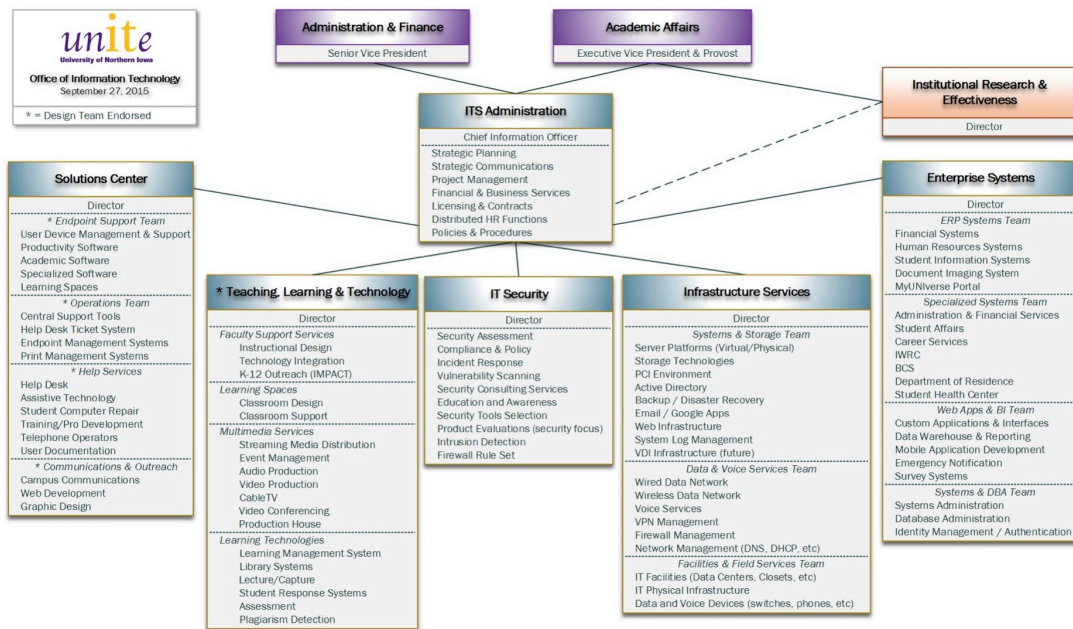 unite
University of Northern Iowa
Office of Information Technology
September 27, 2015
* = Design Team Endorsed
Administration & Finance
Senior Vice President
Academic Affairs
Executive Vice President & Provost
Institutional Research &
Effectiveness
Director
ITS Administration
Chief Information Officer
Strategic Planning
Strategic Communications
Project Management
Financial & Business Services
Licensing & Contracts
Distributed HR Functions
Policies & Procedures
Solutions Center
Director
* Endpoint Support Team
User Device Management & Support
Productivity Software
Academic Software
Specialized Software
Learning Spaces
* Operations Team
Central Support Tools
Help Desk Ticket System
Endpoint Management Systems
Print Management Systems
* Help Services
Help Desk
Assistive Technology
Student Computer Repair
Training/Pro Development
Telephone Operators
User Documentation
* Communications & Outreach
Campus Communications
Web Development
Graphic Design
* Teaching, Learning & Technology
Director
Faculty Support Services
Instructional Design
Technology Integration
K-12 Outreach (IMPACT)
Learning Spaces
Classroom Design
Classroom Support
Multimedia Services
Streaming Media Distribution
Event Management
Audio Production
Video Production
CableTV
Video Conferencing
Production House
Learning Technologies
Learning Management System
Library Systems
Lecture/Capture
Student Response Systems
Assessment
Plagiarism Detection
IT Security
Director
Security Assessment
Compliance & Policy
Incident Response
Vulnerability Scanning
Security Consulting Services
Education and Awareness
Security Tools Selection
Product Evaluations (security focus)
Intrusion Detection
Firewall Rule Set
Infrastructure Services
Director
Systems & Storage Team
Server Platforms (Virtual/Physical)
Storage Technologies
PCI Environment
Active Directory
Backup / Disaster Recovery
Email / Google Apps
Web Infrastructure
System Log Management
VDI Infrastructure (future)
Data & Voice Services Team
Wired Data Network
Wireless Data Network
Voice Services
VPN Management
Firewall Management
Network Management (DNS, DHCP, etc)
Facilities & Field Services Team
IT Facilities (Data Centers, Closets, etc)
IT Physical Infrastructure
Data and Voice Devices (switches, phones, etc)
Enterprise Systems
Director
ERP Systems Team
Financial Systems
Human Resources Systems
Student Information Systems
Document Imaging System
MyUNIverse Portal
Specialized Systems Team
Administration & Financial Services
Student Affairs
Career Services
IWRC
BCS
Department of Residence
Student Health Center
Web Apps & BI Team
Custom Applications & Interfaces
Data Warehouse & Reporting
Mobile Application Development
Emergency Notification
Survey Systems
Systems & DBA Team
Systems Administration
Database Administration
Identity Management / Authentication